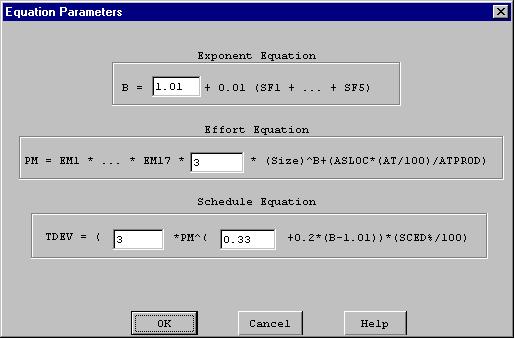 Equation Parameters
Exponent Equation
B = 1.01 + 0.01 (SF1 + ... + SF5)
Effort Equation
PM = EM1 * ... * EM17 * 3 * (Size)^B+(ASLOC*(AT/100)/ATPROD)
Schedule Equation
TDEV = ( 3 *PM^( 0.33 +0.2*(B-1.01))*(SCED%/100)
OK Cancel Help